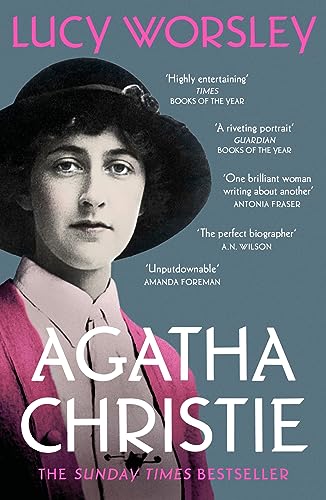 LUCY WORSLEY
‘Highly entertaining’
TIMES
BOOKS OF THE YEAR
‘A riveting portrait’
GUARDIAN
BOOKS OF THE YEAR
‘One brilliant woman
writing about another’
ANTONIA FRASER
‘The perfect biographer’
A.N. WILSON
‘Unputdownable’
AMANDA FOREMAN
AGATHA
CHRISTIE
THE SUNDAY TIMES BESTSELLER